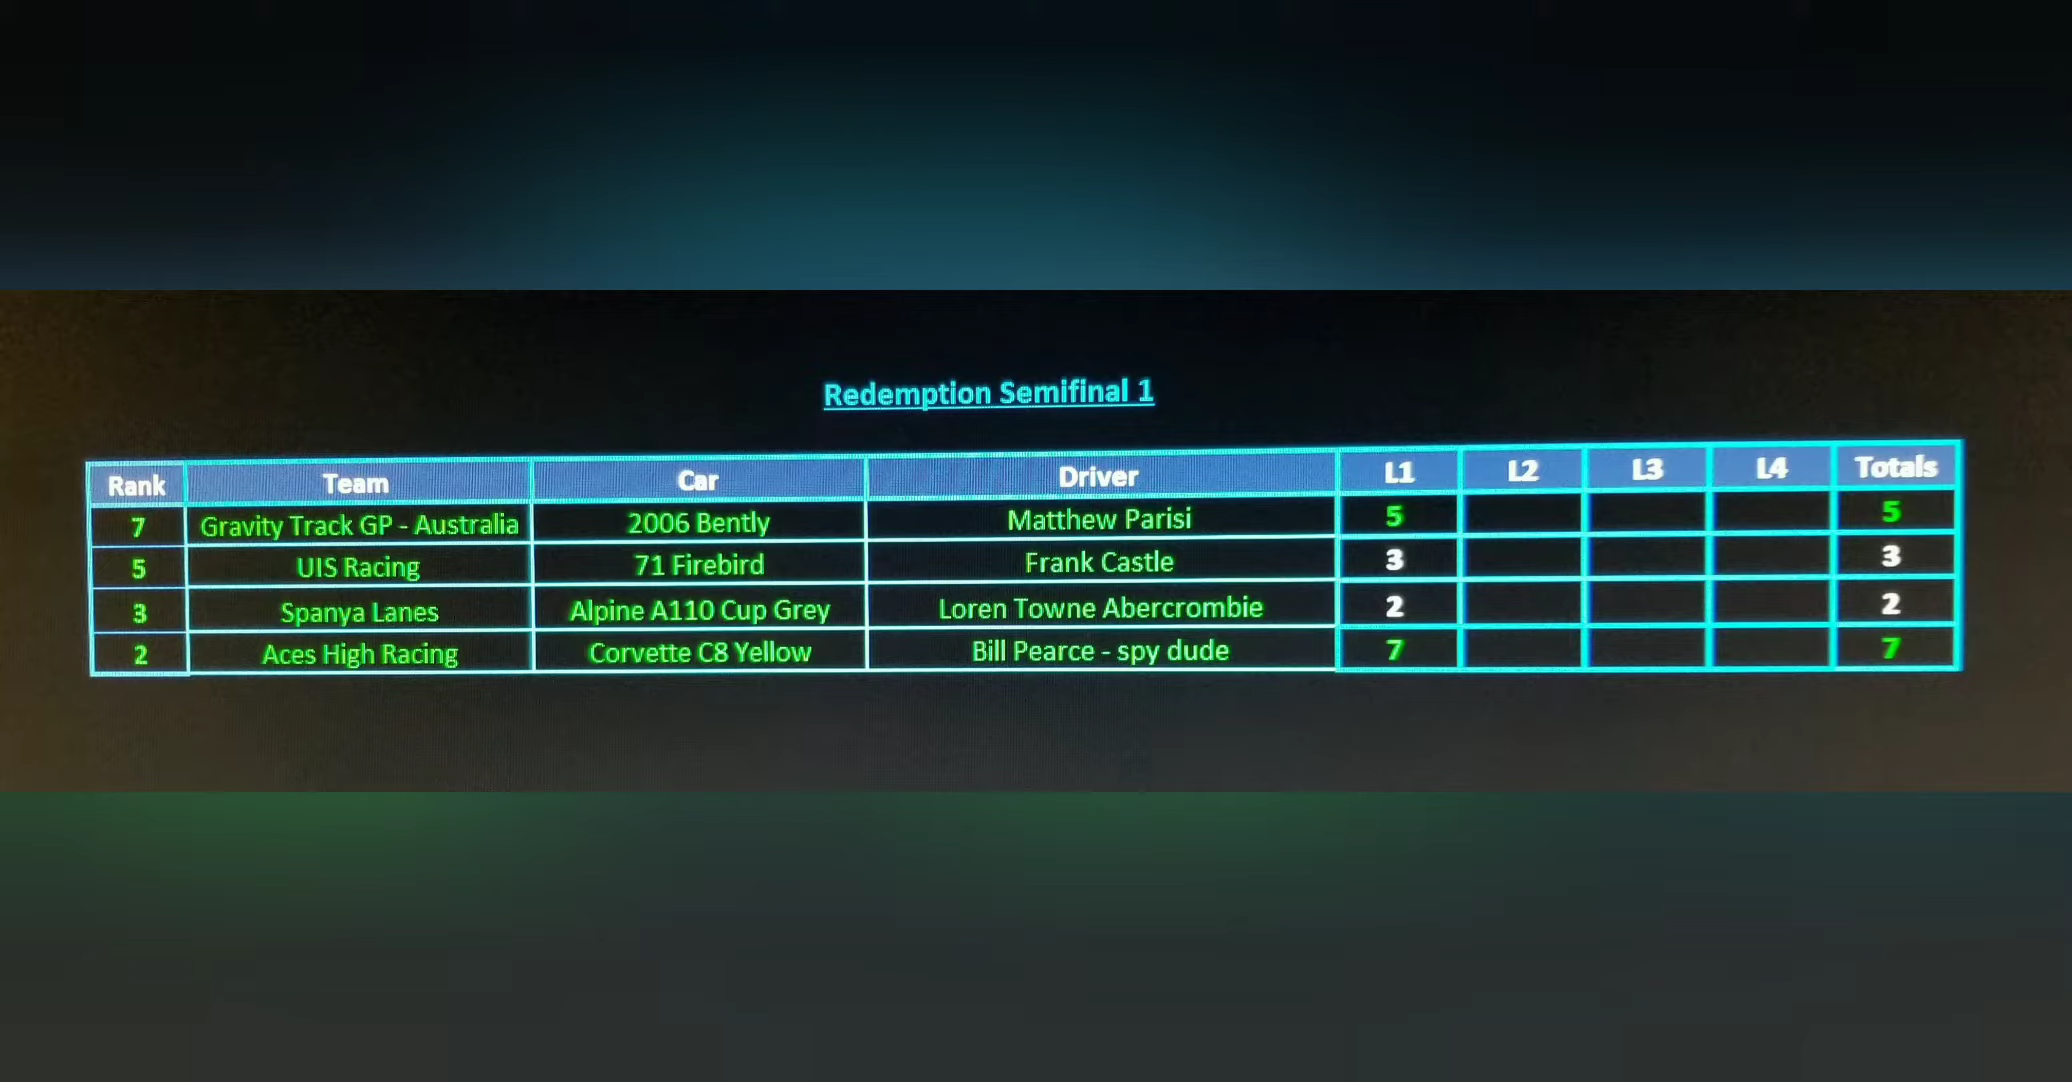 Redemption Semifinal 1
Rank Team Car Driver L1 L2 L3 L4 Totals
7 Gravity Track GP - Australia 2006 Bently Matthew Parisi 5 5
5 UIS Racing 71 Firebird Frank Castle 3 3
3 Spanya Lanes Alpine A110 Cup Grey Loren Towne Abercrombie 2 2
2 Aces High Racing Corvette C8 Yellow Bill Pearce - spy dude 7 7